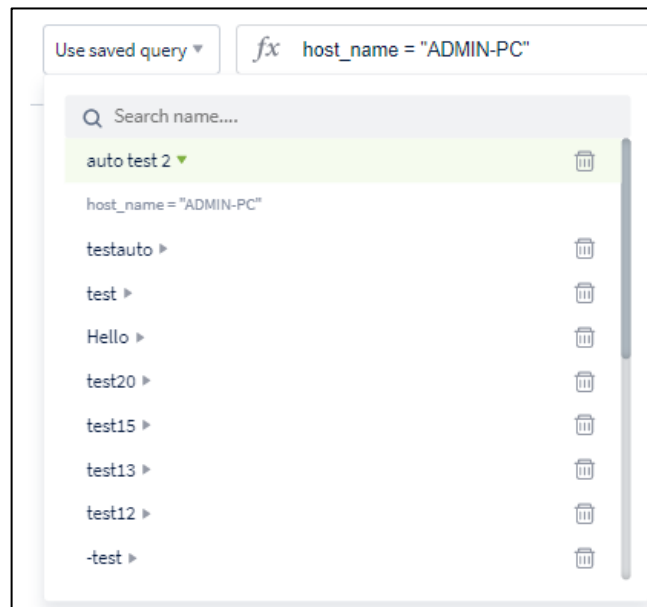 Use saved query ▼ fx host_name = "ADMIN-PC"
Search name....
auto test 2 ▼
host_name = "ADMIN-PC"
testauto ▶
test ▶
Hello ▶
test20 ▶
test15 ▶
test13 ▶
test12 ▶
-test ▶